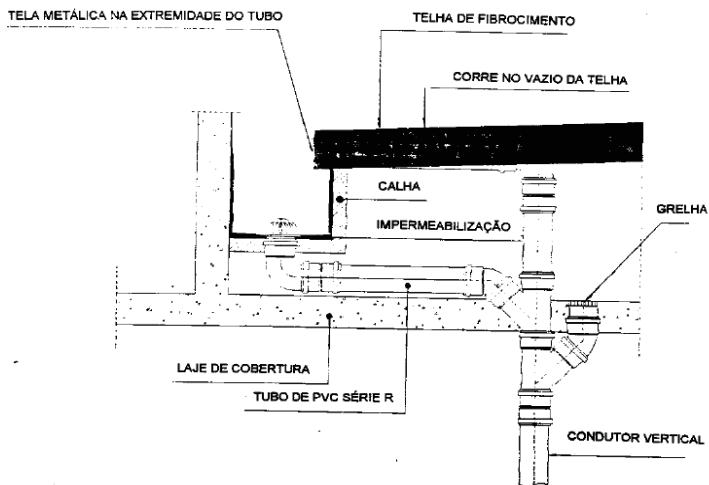 TELA METÁLICA NA EXTREMIDADE DO TUBO
TELHA DE FIBROCIMENTO
CORRE NO VAZIO DA TELHA
CALHA
GRELHA
IMPERMEABILIZAÇÃO
LAJE DE COBERTURA
TUBO DE PVC SÉRIE R
CONDUTOR VERTICAL